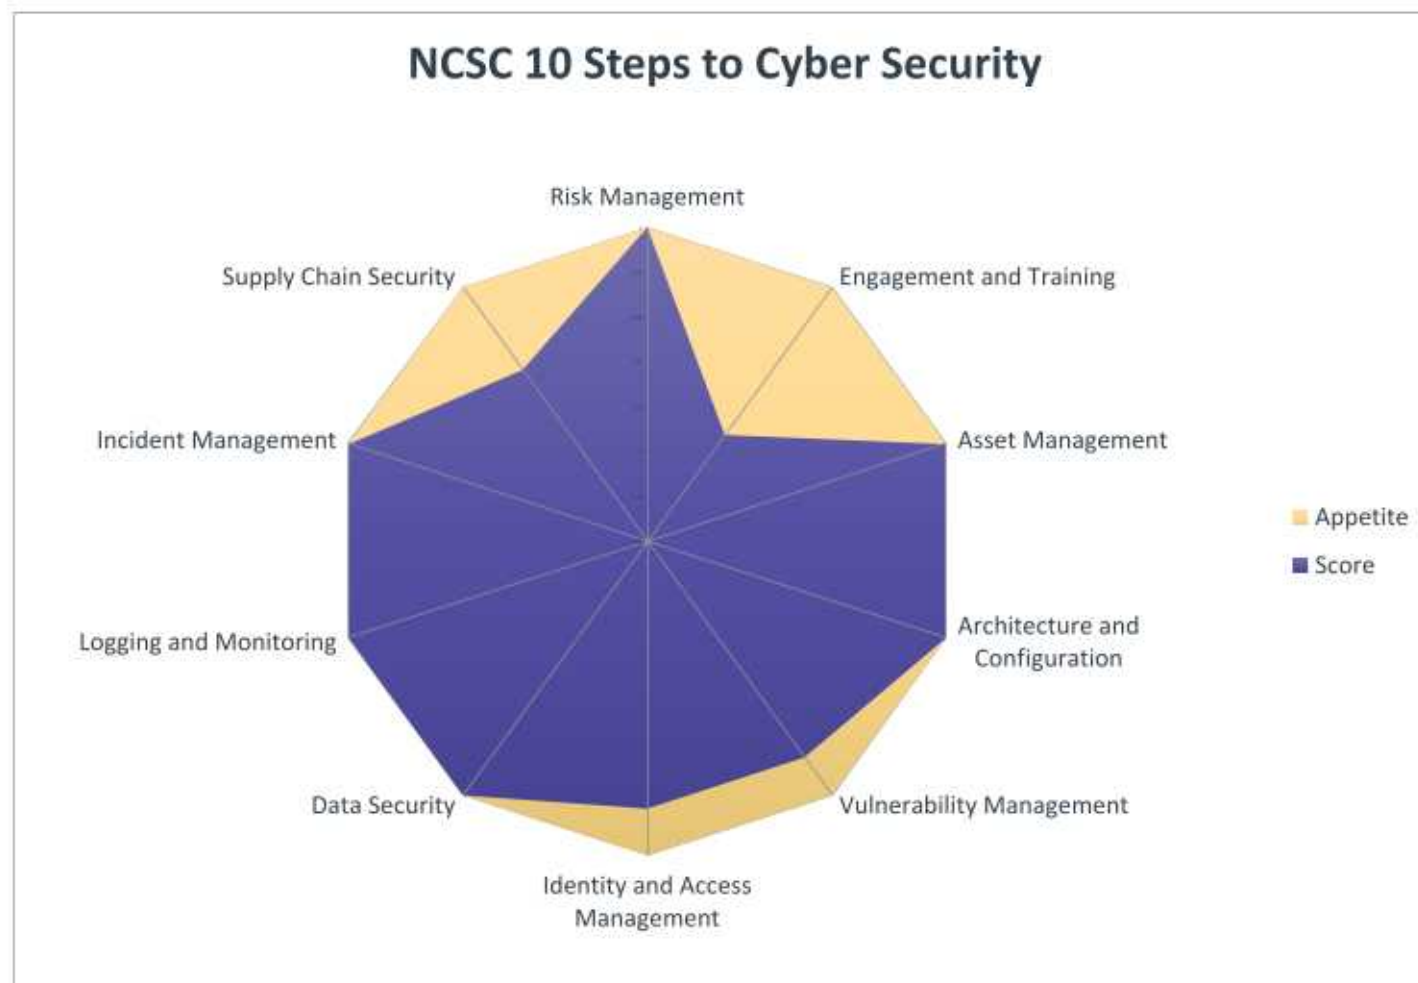 NCSC 10 Steps to Cyber Security
Risk Management
Supply Chain Security
Engagement and Training
Incident Management
Asset Management
Appetite
Score
Logging and Monitoring
Architecture and
Configuration
Data Security
Vulnerability Management
Identity and Access
Management